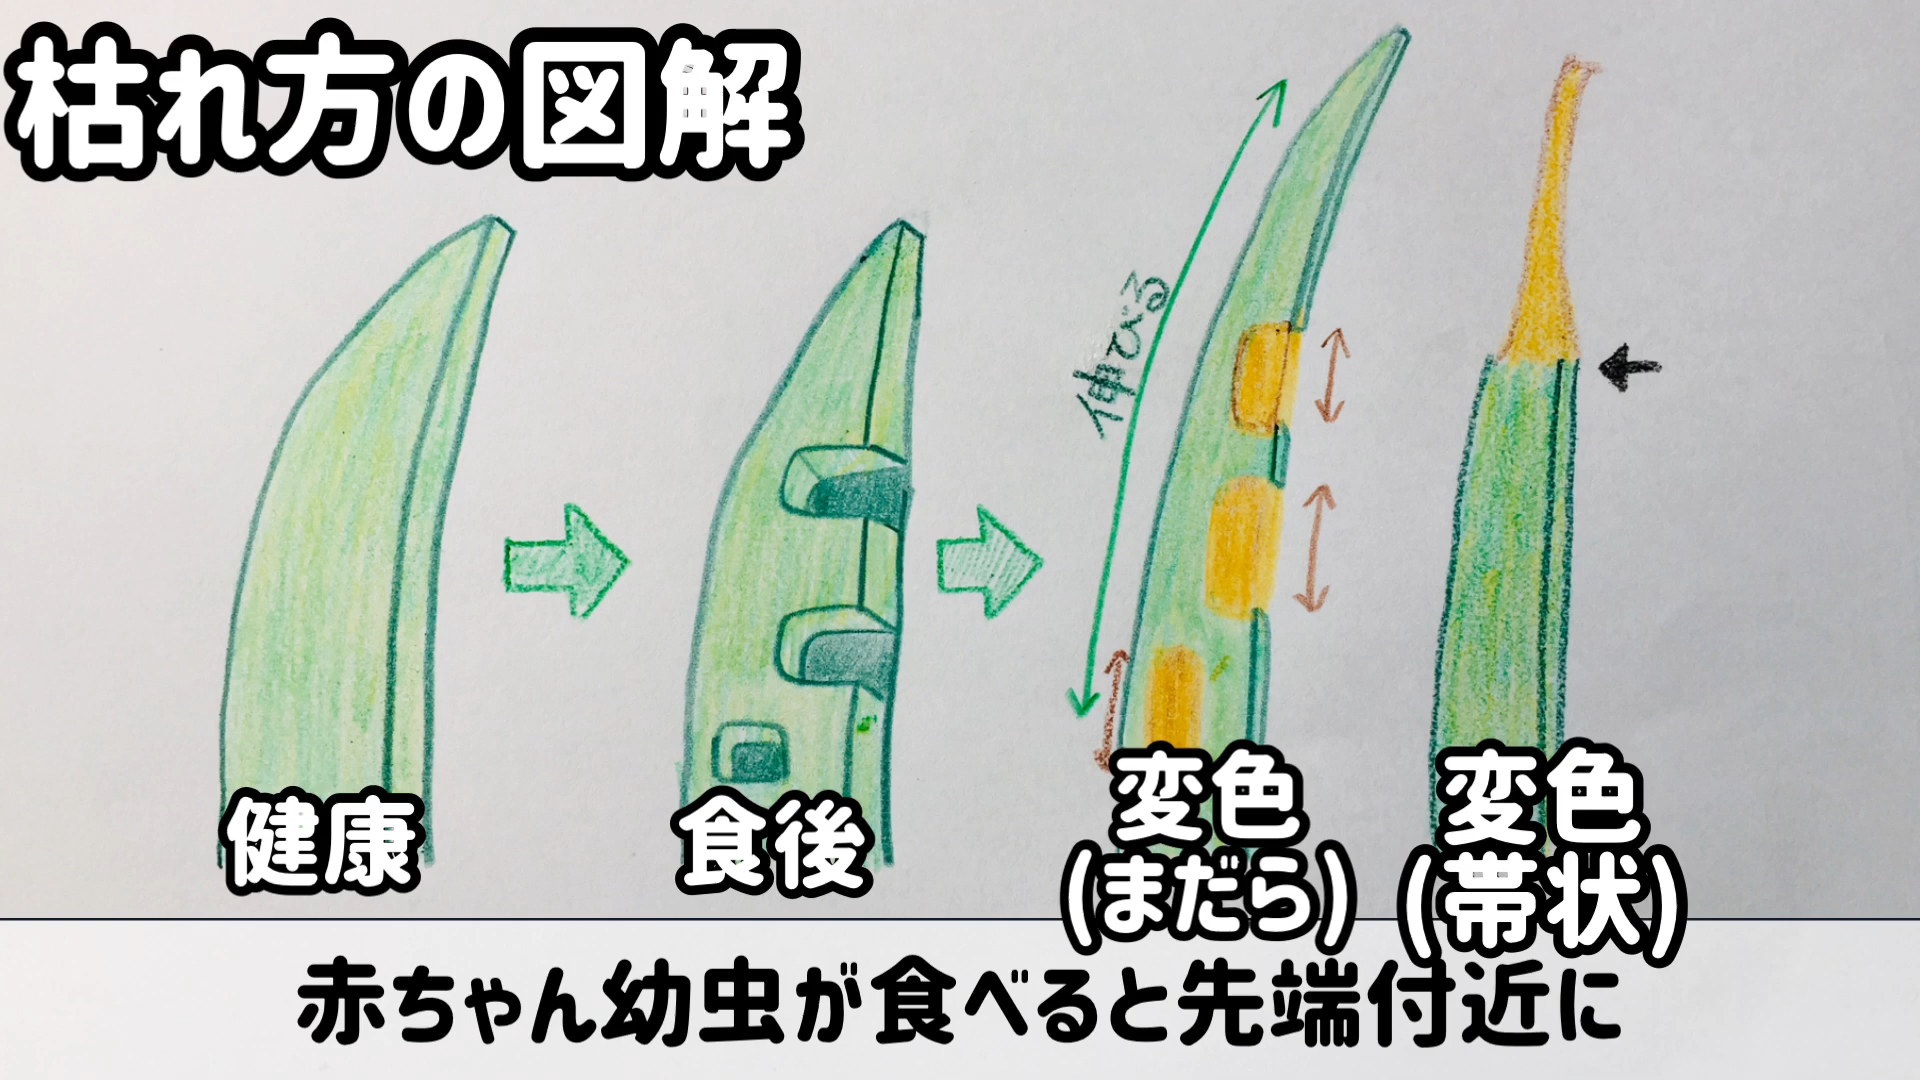 枯れ方の図解
伸びる
健康
食後
変色
(まだら)
変色
(帯状)
赤ちゃん幼虫が食べると先端付近に